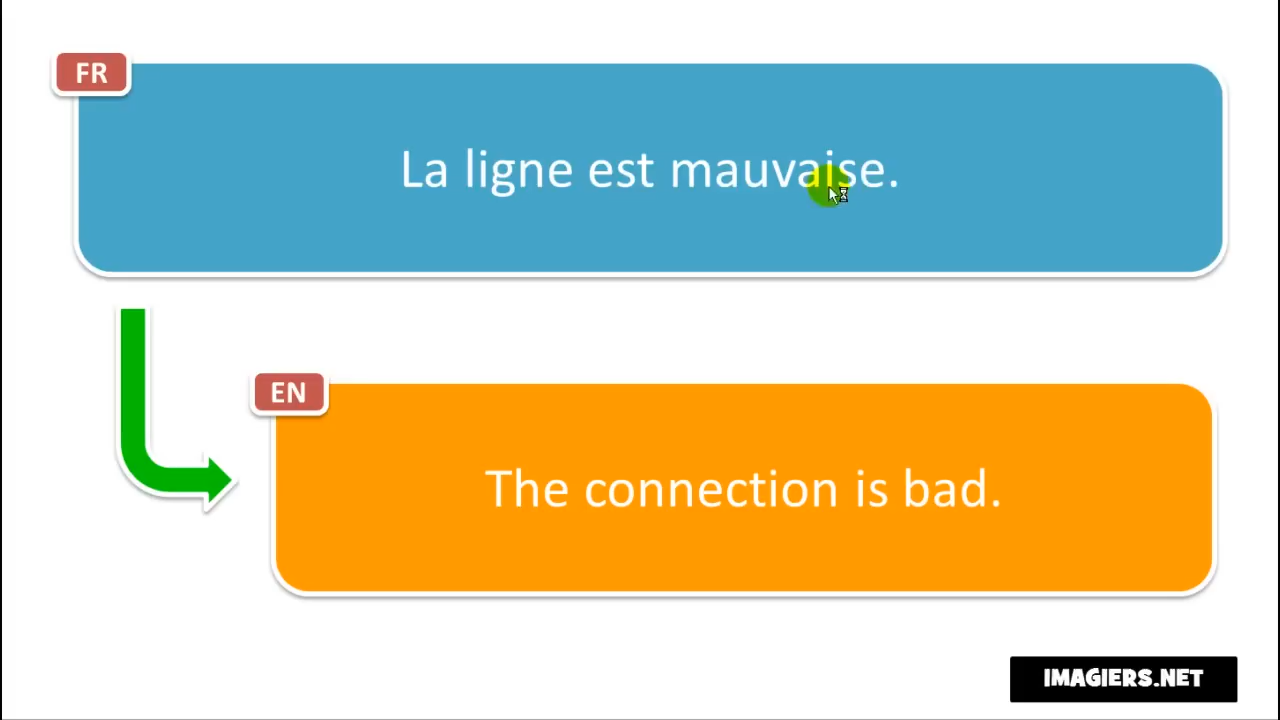 FR
La ligne est mauvaise.
EN
The connection is bad.
IMAGIERS.NET